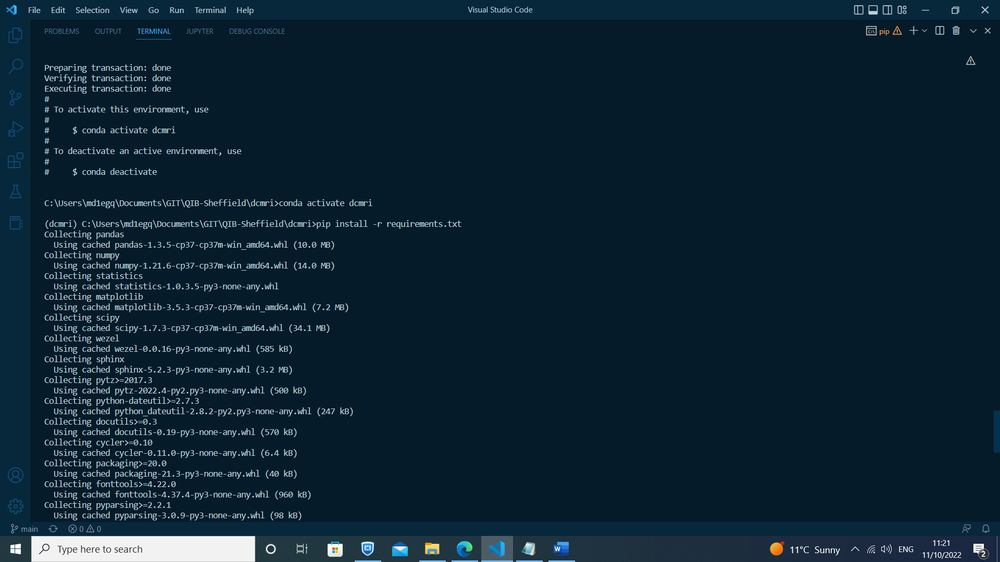 File Edit Selection View Go Run Terminal Help
Visual Studio Code
PROBLEMS OUTPUT TERMINAL JUPYTER DEBUG CONSOLE
pip
Preparing transaction: done
Verifying transaction: done
Executing transaction: done
#
# To activate this environment, use
#
#     $ conda activate dcmri
#
# To deactivate an active environment, use
#
#     $ conda deactivate
C:\Users\md1egq\Documents\GIT\QIB-Sheffield\dcmri>conda activate dcmri
(dcmri) C:\Users\md1egq\Documents\GIT\QIB-Sheffield\dcmri>pip install -r requirements.txt
Collecting pandas
  Using cached pandas-1.3.5-cp37-cp37m-win_amd64.whl (10.0 MB)
Collecting numpy
  Using cached numpy-1.21.6-cp37-cp37m-win_amd64.whl (14.0 MB)
Collecting statistics
  Using cached statistics-1.0.3.5-py3-none-any.whl
Collecting matplotlib
  Using cached matplotlib-3.5.3-cp37-cp37m-win_amd64.whl (7.2 MB)
Collecting scipy
  Using cached scipy-1.7.3-cp37-cp37m-win_amd64.whl (34.1 MB)
Collecting wezel
  Using cached wezel-0.0.16-py3-none-any.whl (585 kB)
Collecting sphinx
  Using cached sphinx-5.2.3-py3-none-any.whl (3.2 MB)
Collecting pytz>=2017.3
  Using cached pytz-2022.4-py2.py3-none-any.whl (500 kB)
Collecting python-dateutil>=2.7.3
  Using cached python_dateutil-2.8.2-py2.py3-none-any.whl (247 kB)
Collecting docutils>=0.3
  Using cached docutils-0.19-py3-none-any.whl (570 kB)
Collecting cycler>=0.10
  Using cached cycler-0.11.0-py3-none-any.whl (6.4 kB)
Collecting packaging>=20.0
  Using cached packaging-21.3-py3-none-any.whl (40 kB)
Collecting fonttools>=4.22.0
  Using cached fonttools-4.37.4-py3-none-any.whl (960 kB)
Collecting pyparsing>=2.2.1
  Using cached pyparsing-3.0.9-py3-none-any.whl (98 kB)
main 0 0
Type here to search
11°C Sunny ENG
11:21
11/10/2022
2